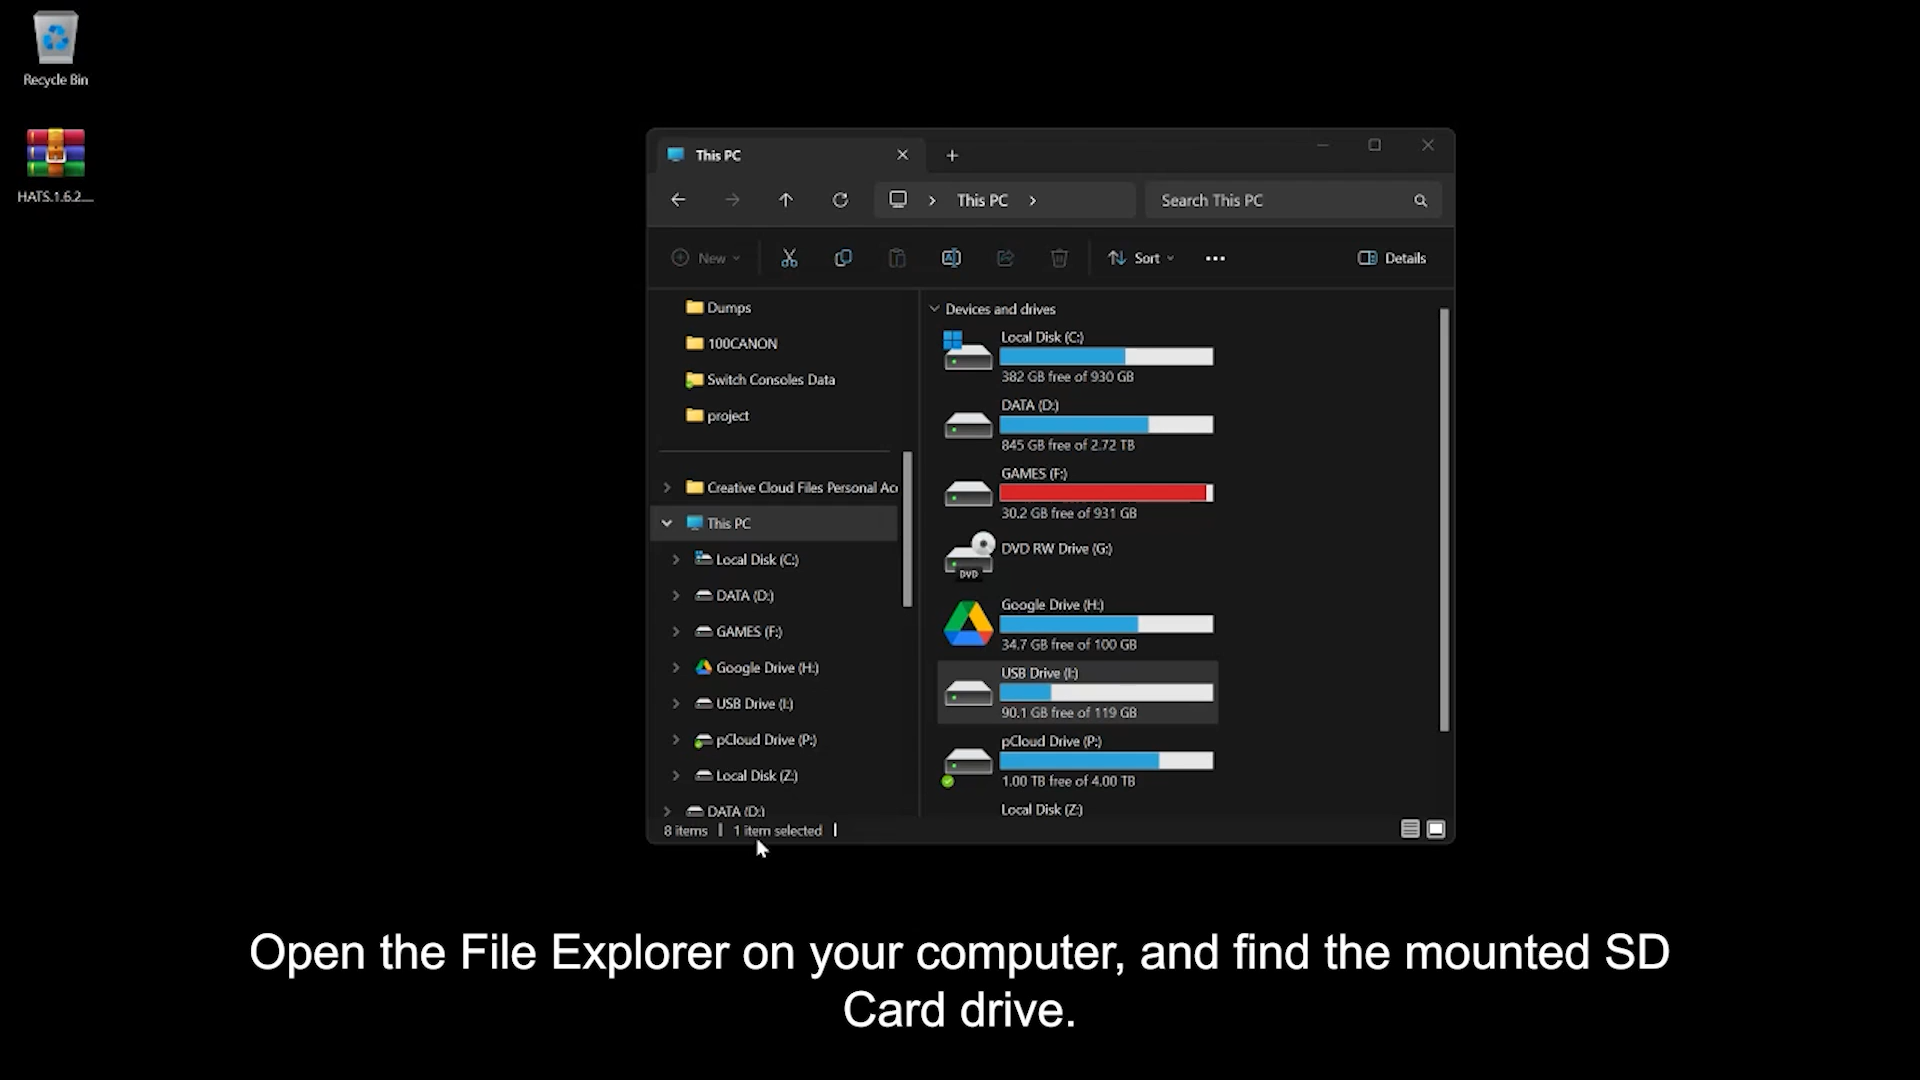 Recycle Bin
HATS.1.6.2....
This PC
This PC
Search This PC
New
Sort
Details
Dumps
100CANON
Switch Consoles Data
project
Creative Cloud Files Personal Acc
This PC
Local Disk (C:)
DATA (D:)
GAMES (F:)
Google Drive (H:)
USB Drive (I:)
pCloud Drive (P:)
Local Disk (Z:)
DATA (D:)
Devices and drives
Local Disk (C:)
382 GB free of 930 GB
DATA (D:)
845 GB free of 2.72 TB
GAMES (F:)
30.2 GB free of 931 GB
DVD RW Drive (G:)
DVD
Google Drive (H:)
34.7 GB free of 100 GB
USB Drive (I:)
90.1 GB free of 119 GB
pCloud Drive (P:)
1.00 TB free of 4.00 TB
Local Disk (Z:)
8 items
1 item selected
Open the File Explorer on your computer, and find the mounted SD
Card drive.